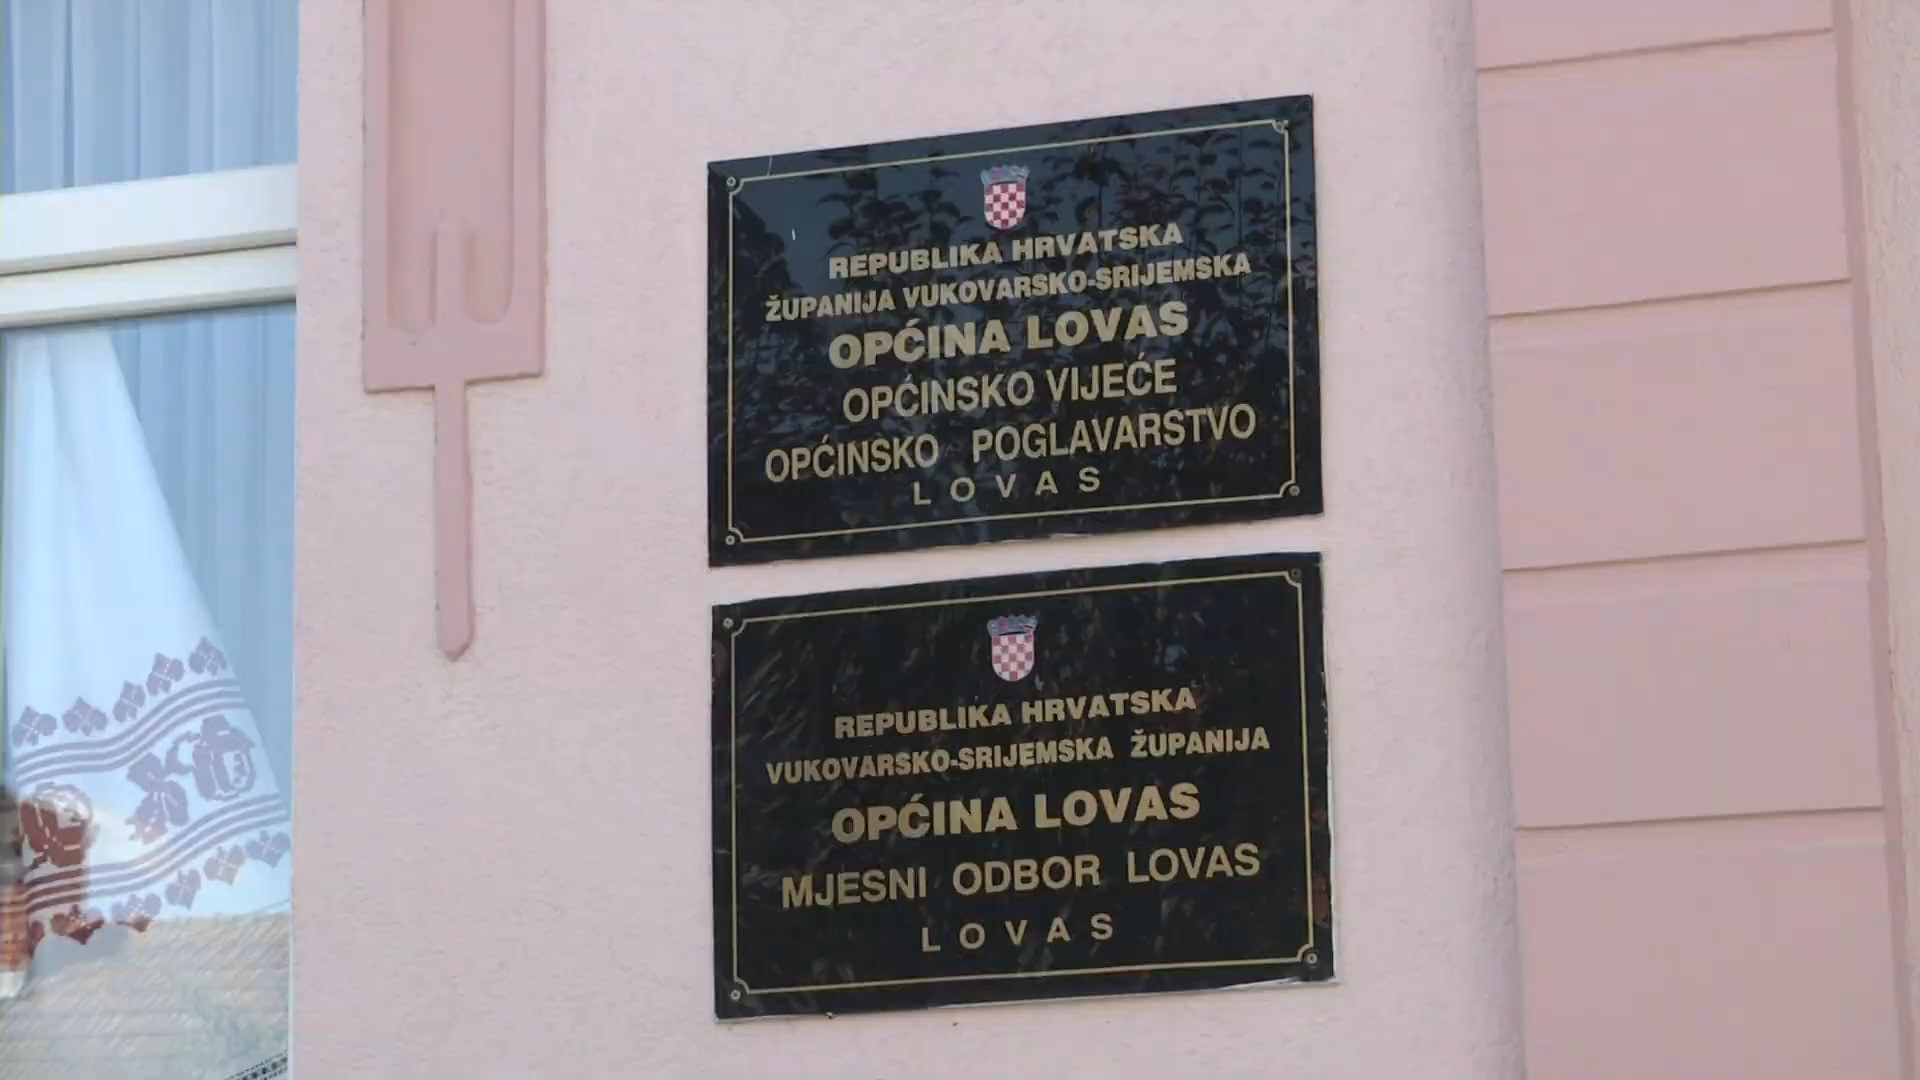 REPUBLIKA HRVATSKA
ŽUPANIJA VUKOVARSKO-SRIJEMSKA
OPĆINA LOVAS
OPĆINSKO VIJEĆE
OPĆINSKO POGLAVARSTVO
LOVAS
REPUBLIKA HRVATSKA
VUKOVARSKO-SRIJEMSKA ŽUPANIJA
OPĆINA LOVAS
MJESNI ODBOR LOVAS
LOVAS